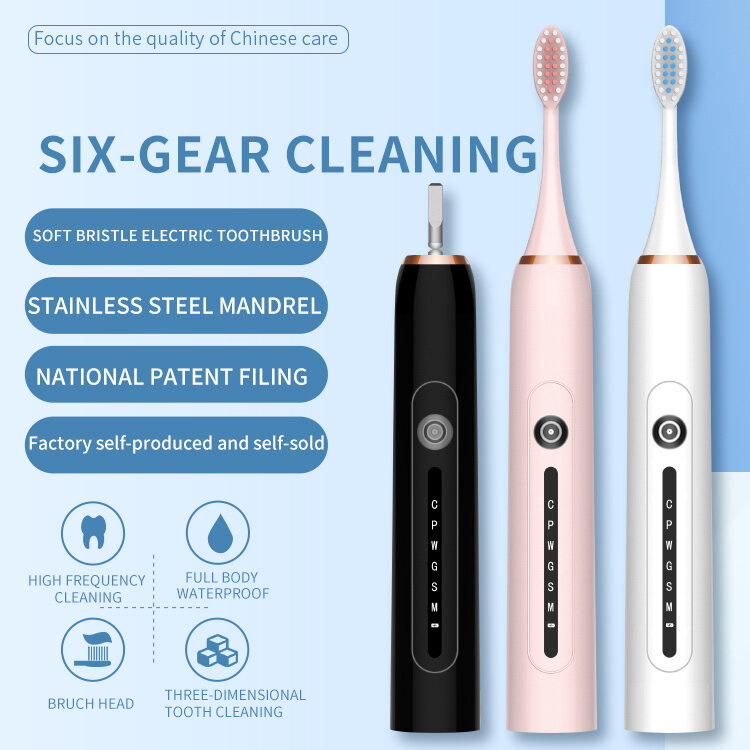 Focus on the quality of Chinese care
SIX-GEAR CLEANING
SOFT BRISTLE ELECTRIC TOOTHBRUSH
STAINLESS STEEL MANDREL
NATIONAL PATENT FILING
Factory self-produced and self-sold
HIGH FREQUENCY
CLEANING
FULL BODY
WATERPROOF
BRUCH HEAD
THREE-DIMENSIONAL
TOOTH CLEANING
C
P
W
G
S
M
C
P
W
G
S
M
C
P
W
G
S
M